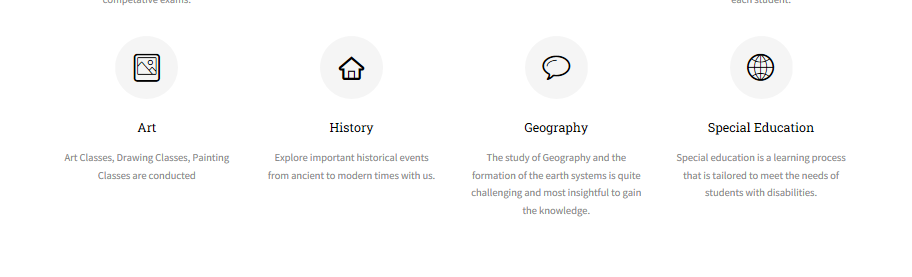 competative exams.
each student.
Art
History
Geography
Special Education
Art Classes, Drawing Classes, Painting
Classes are conducted
Explore important historical events
from ancient to modern times with us.
The study of Geography and the
formation of the earth systems is quite
challenging and most insightful to gain
the knowledge.
Special education is a learning process
that is tailored to meet the needs of
students with disabilities.